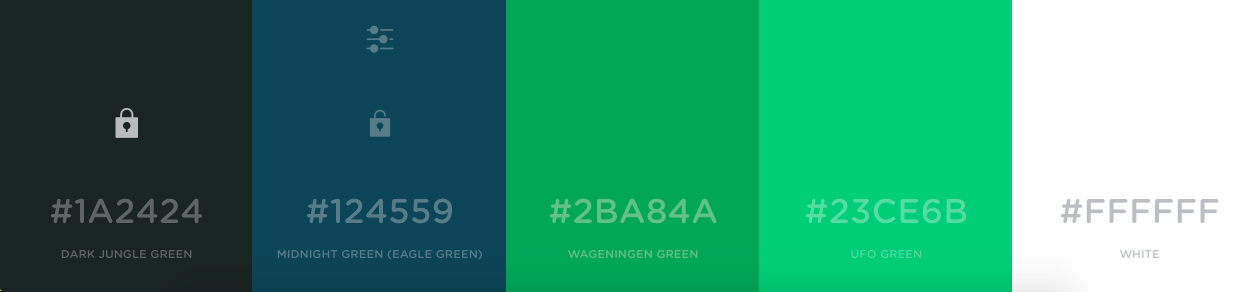 #1A2424
DARK JUNGLE GREEN
#124559
MIDNIGHT GREEN (EAGLE GREEN)
#2BA84A
WAGENINGEN GREEN
#23CE6B
UFO GREEN
#FFFFFF
WHITE